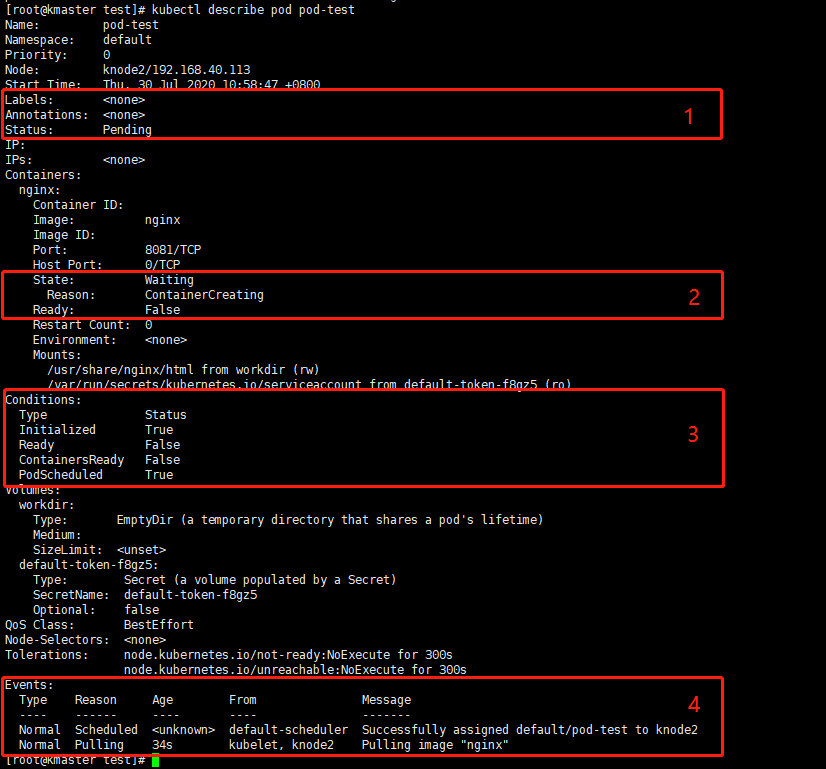 [root@kmaster test]# kubectl describe pod pod-test
Name:         pod-test
Namespace:    default
Priority:     0
Node:         knode2/192.168.40.113
Start Time:   Thu, 30 Jul 2020 10:58:47 +0800
Labels:       <none>
Annotations:  <none>
Status:       Pending
1
IP:
IPs:          <none>
Containers:
  nginx:
    Container ID:
    Image:          nginx
    Image ID:
    Port:           8081/TCP
    Host Port:      0/TCP
    State:          Waiting
      Reason:       ContainerCreating
    Ready:          False
2
    Restart Count:  0
    Environment:    <none>
    Mounts:
      /usr/share/nginx/html from workdir (rw)
      /var/run/secrets/kubernetes.io/serviceaccount from default-token-f8gz5 (ro)
Conditions:
  Type              Status
  Initialized       True
  Ready             False
  ContainersReady   False
  PodScheduled      True
3
Volumes:
  workdir:
    Type:       EmptyDir (a temporary directory that shares a pod's lifetime)
    Medium:
    SizeLimit:  <unset>
  default-token-f8gz5:
    Type:        Secret (a volume populated by a Secret)
    SecretName:  default-token-f8gz5
    Optional:    false
QoS Class:       BestEffort
Node-Selectors:  <none>
Tolerations:     node.kubernetes.io/not-ready:NoExecute for 300s
                 node.kubernetes.io/unreachable:NoExecute for 300s
Events:
  Type    Reason     Age        From               Message
  ----    ------     ----       ----               -------
  Normal  Scheduled  <unknown>  default-scheduler  Successfully assigned default/pod-test to knode2
  Normal  Pulling    34s        kubelet, knode2    Pulling image "nginx"
4
[root@kmaster test]#